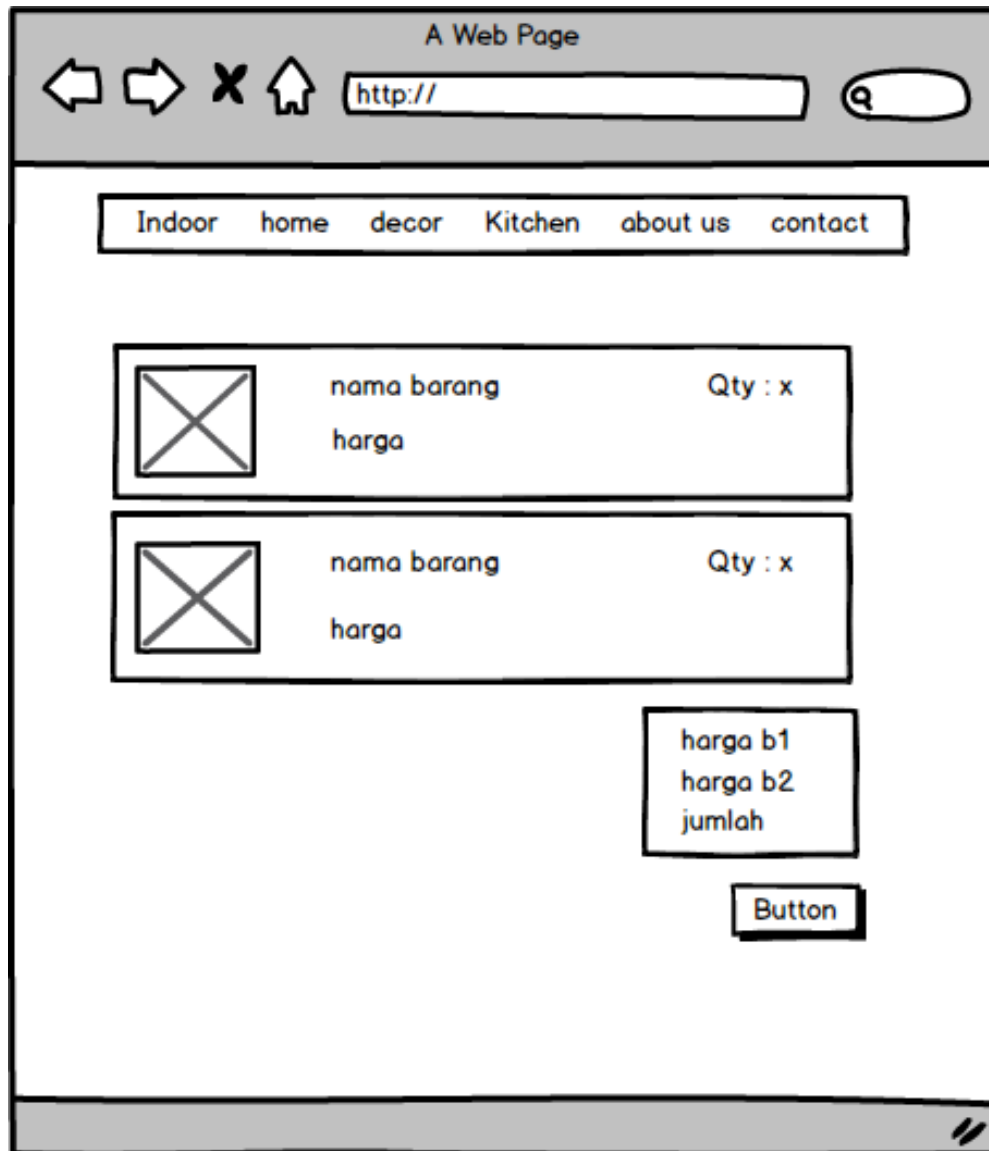 A Web Page
http://
Indoor home decor Kitchen about us contact
nama barang Qty : x
harga
nama barang Qty : x
harga
harga b1
harga b2
jumlah
Button